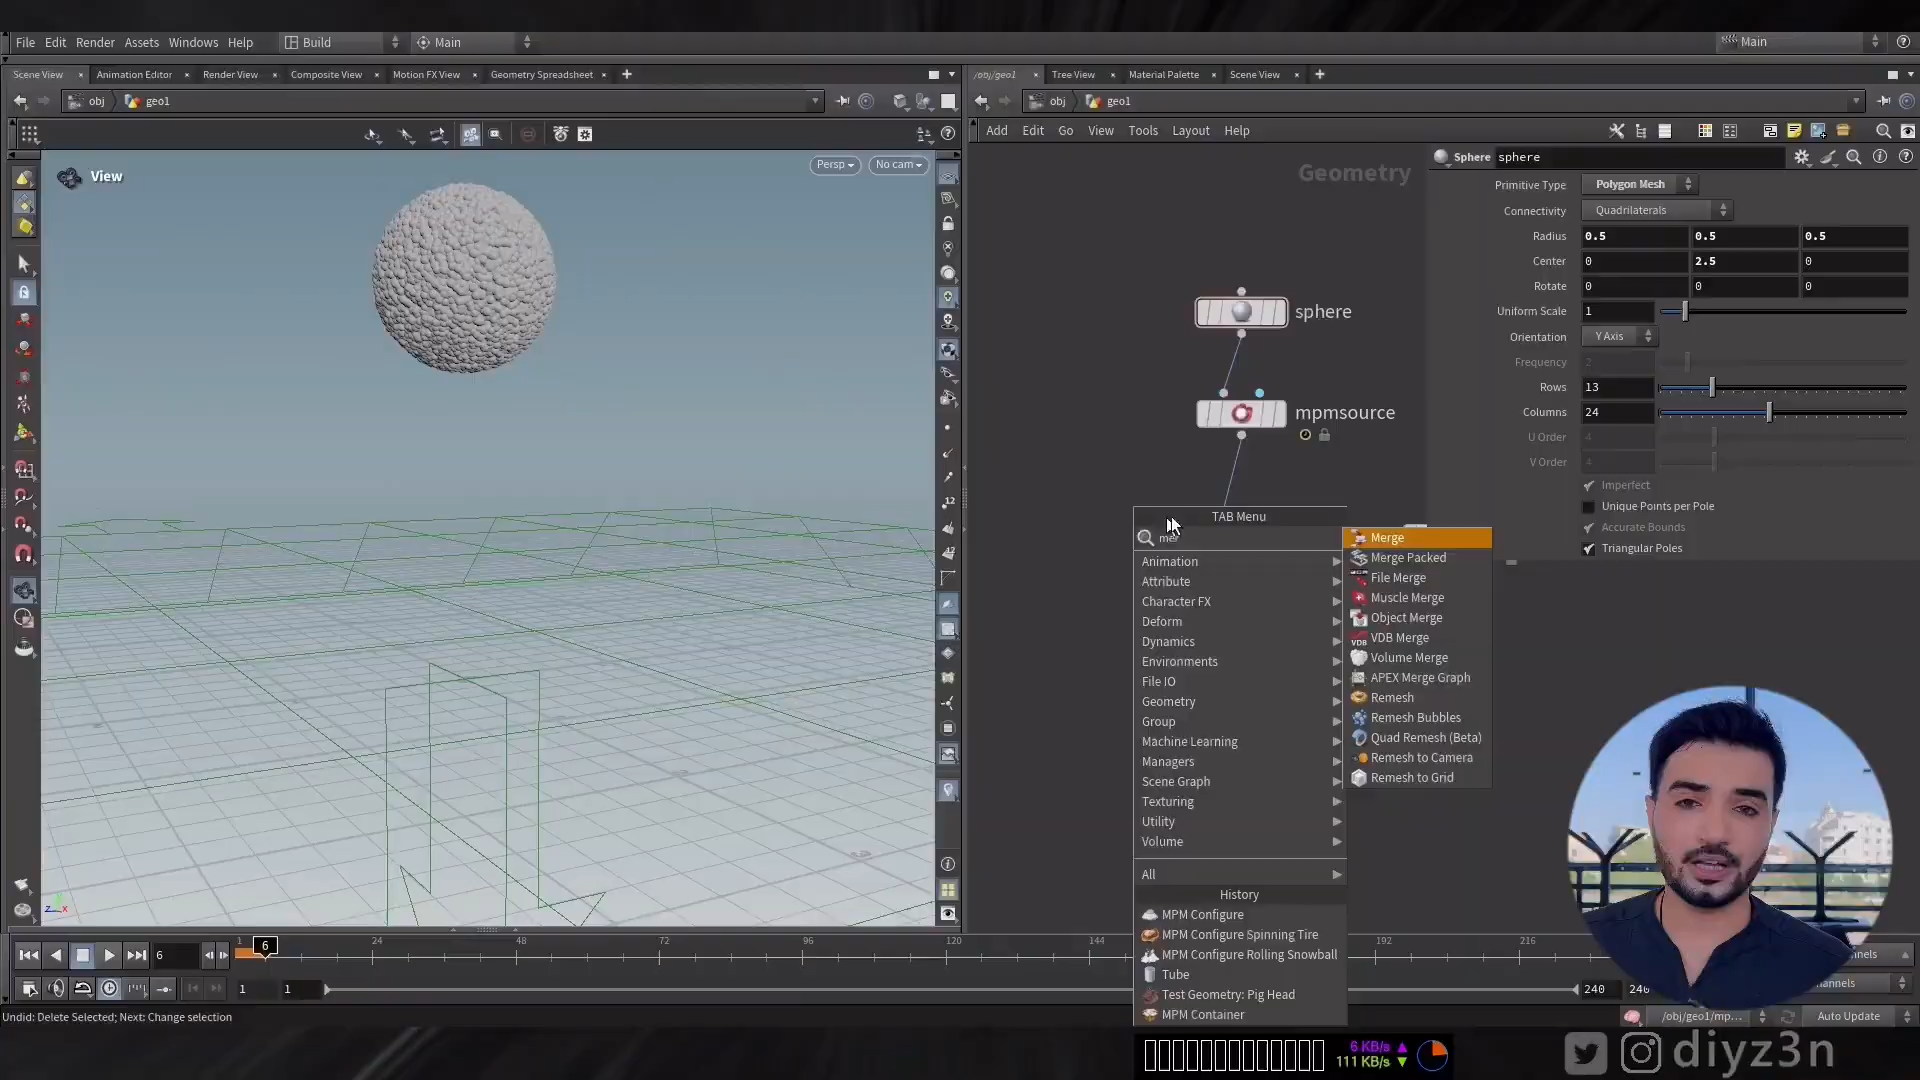 File Edit Render Assets Windows Help Build Main Main
Scene View Animation Editor Render View Composite View Motion FX View Geometry Spreadsheet
/obj/geo1 Tree View Material Palette Scene View
obj geo1
obj geo1
Add Edit Go View Tools Layout Help
View
Persp
No cam
Geometry
sphere
mpmsource
Sphere sphere
Primitive Type Polygon Mesh
Connectivity Quadrilaterals
Radius 0.5 0.5 0.5
Center 0 2.5 0
Rotate 0 0 0
Uniform Scale 1
Orientation Y Axis
Frequency 2
Rows 13
Columns 24
U Order 4
V Order 4
Imperfect
Unique Points per Pole
Accurate Bounds
Triangular Poles
TAB Menu
mer
Animation
Attribute
Character FX
Deform
Dynamics
Environments
File IO
Geometry
Group
Machine Learning
Managers
Scene Graph
Texturing
Utility
Volume
All
History
MPM Configure
MPM Configure Spinning Tire
MPM Configure Rolling Snowball
Tube
Test Geometry: Pig Head
MPM Container
Merge
Merge Packed
File Merge
Muscle Merge
Object Merge
VDB Merge
Volume Merge
APEX Merge Graph
Remesh
Remesh Bubbles
Quad Remesh (Beta)
Remesh to Camera
Remesh to Grid
12
12
z x
1 6 24 48 72 96 120 144 192 216
6
nnels
1 1 240 240
annels
Undid: Delete Selected; Next: Change selection
/obj/geo1/mp... Auto Update
6 KB/s
111 KB/s
diyz3n